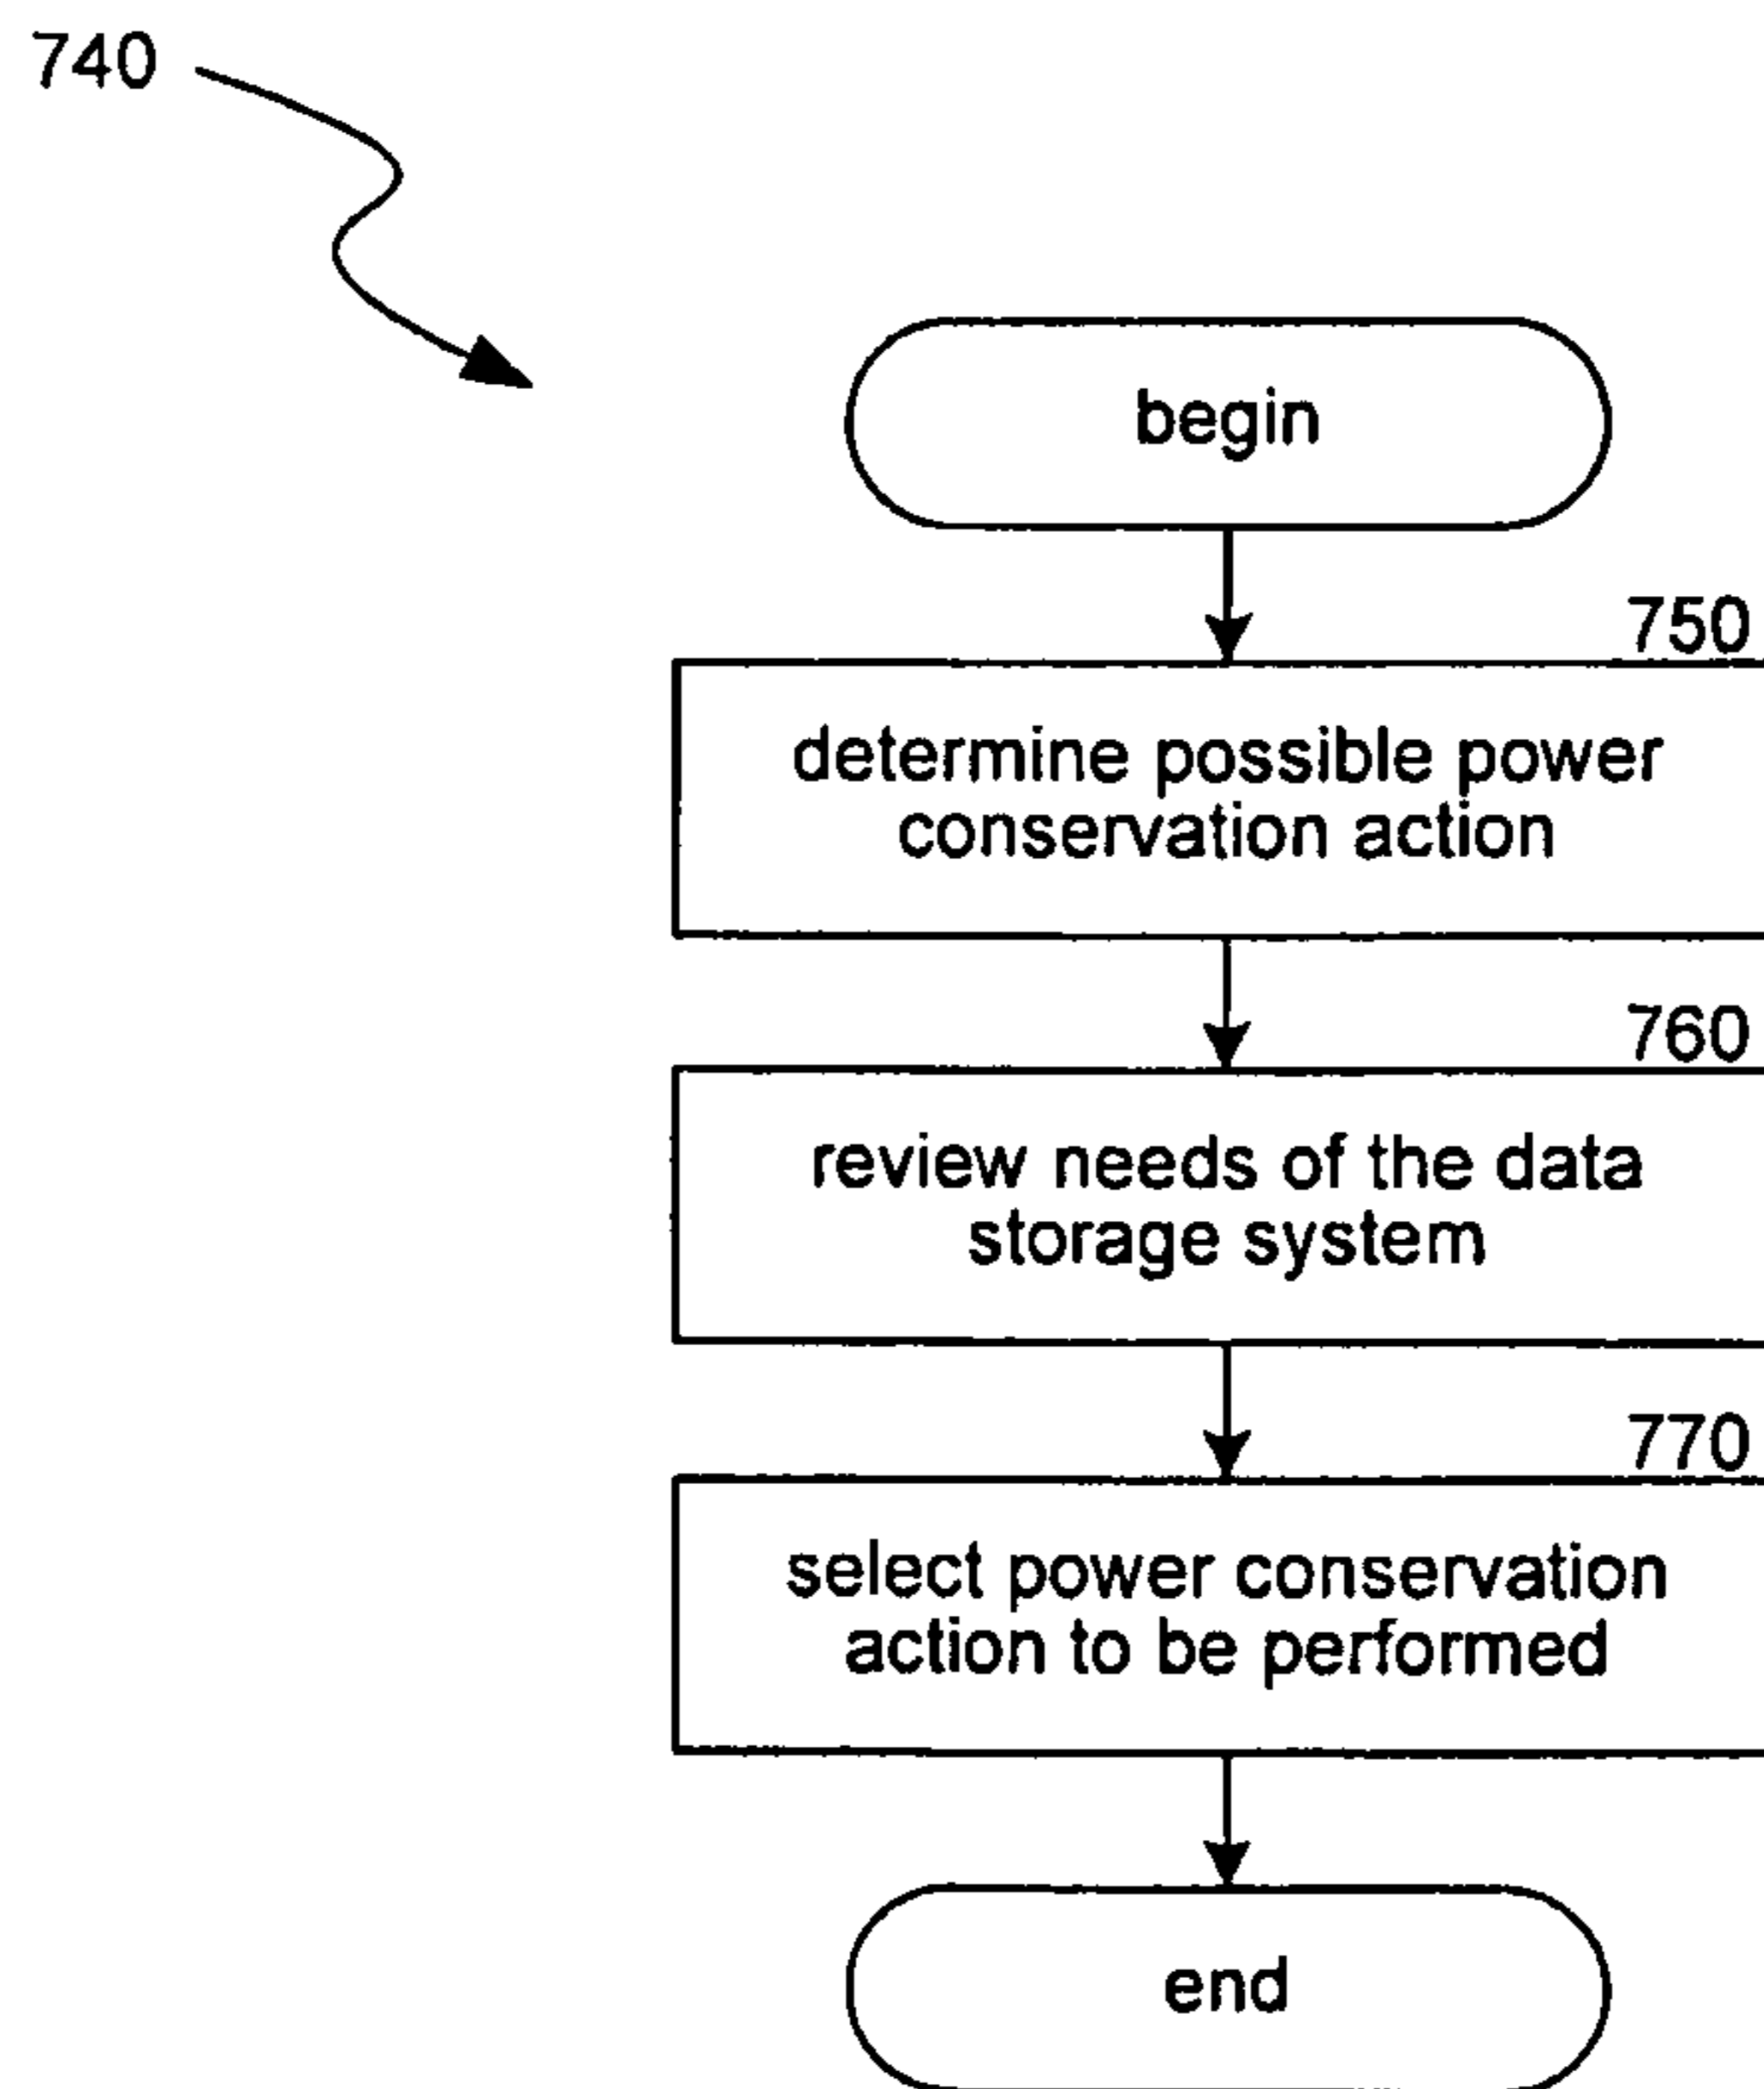 740
begin
750
determine possible power
conservation action
760
review needs of the data
storage system
770
select power conservation
action to be performed
end